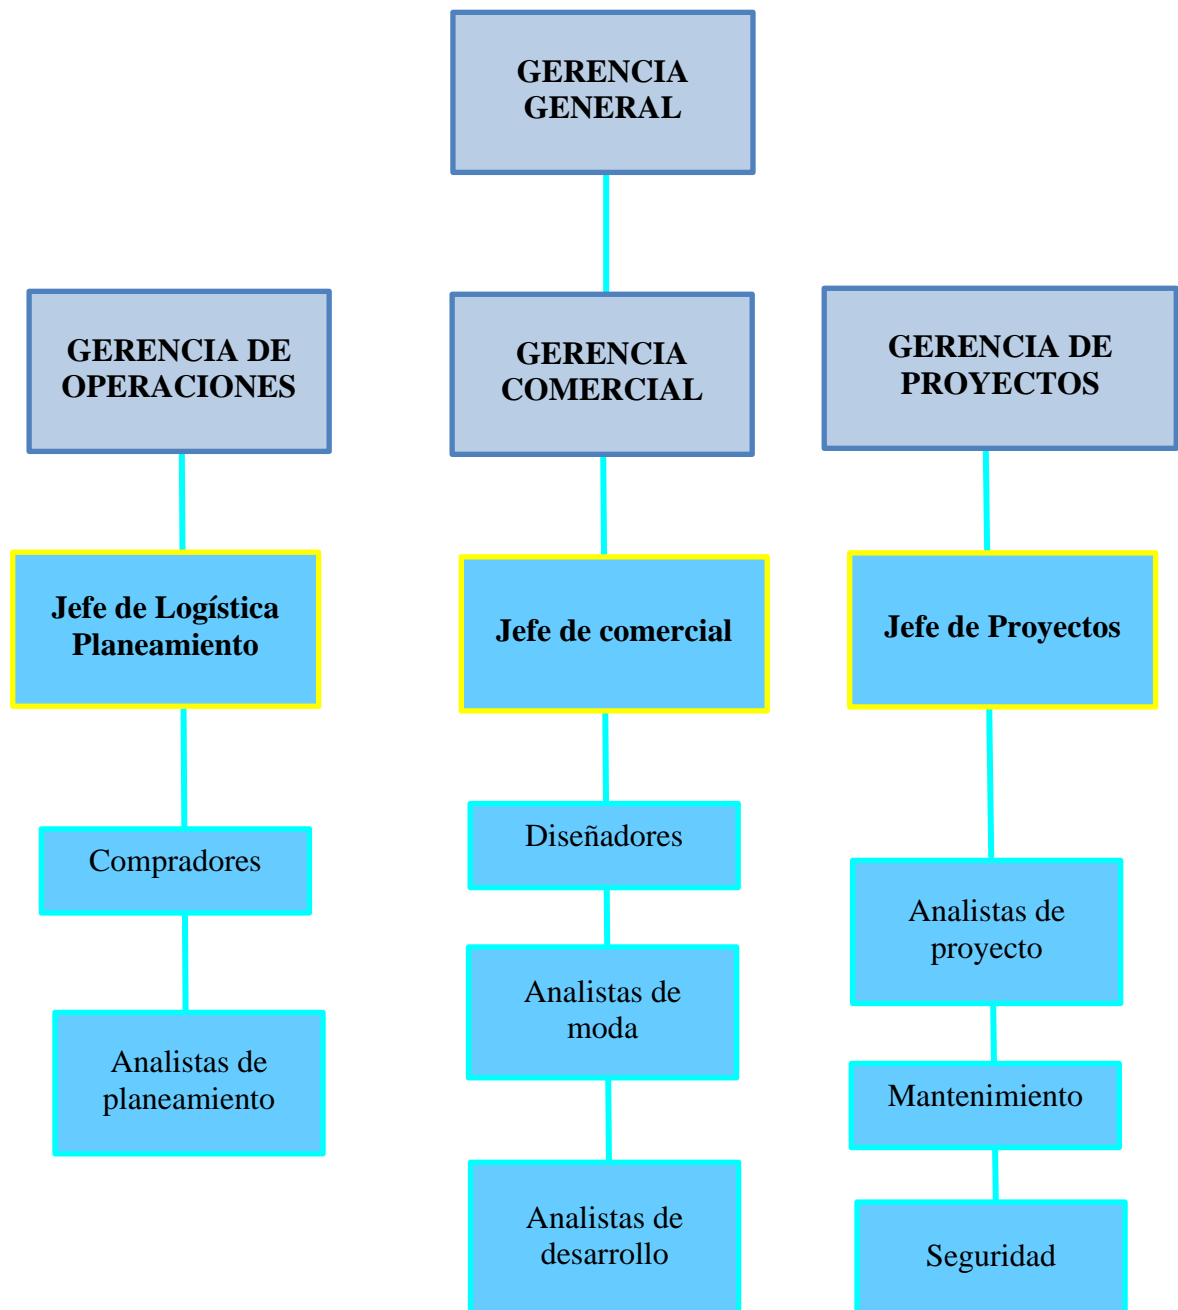 GERENCIA
GENERAL
GERENCIA DE
OPERACIONES
GERENCIA
COMERCIAL
GERENCIA DE
PROYECTOS
Jefe de Logística
Planeamiento
Jefe de comercial
Jefe de Proyectos
Compradores
Diseñadores
Analistas de
proyecto
Analistas de
moda
Analistas de
planeamiento
Mantenimiento
Analistas de
desarrollo
Seguridad